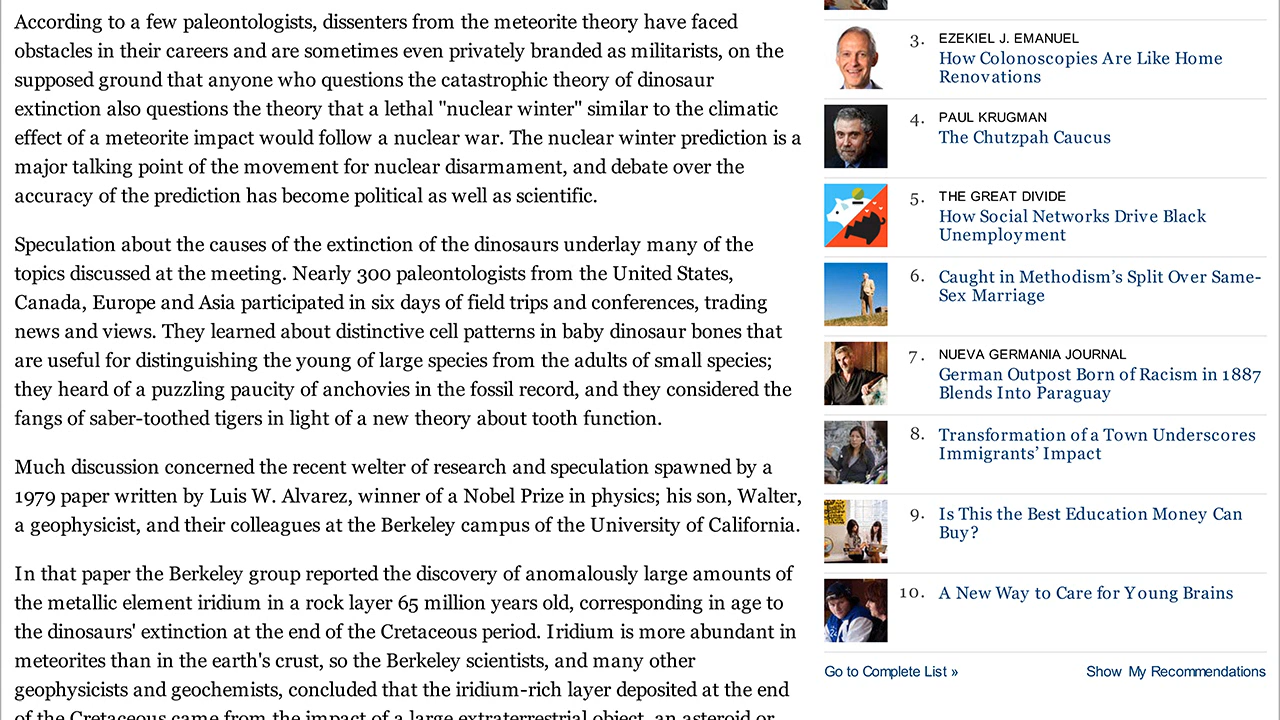 According to a few paleontologists, dissenters from the meteorite theory have faced
obstacles in their careers and are sometimes even privately branded as militarists, on the
supposed ground that anyone who questions the catastrophic theory of dinosaur
extinction also questions the theory that a lethal "nuclear winter" similar to the climatic
effect of a meteorite impact would follow a nuclear war. The nuclear winter prediction is a
major talking point of the movement for nuclear disarmament, and debate over the
accuracy of the prediction has become political as well as scientific.
Speculation about the causes of the extinction of the dinosaurs underlay many of the
topics discussed at the meeting. Nearly 300 paleontologists from the United States,
Canada, Europe and Asia participated in six days of field trips and conferences, trading
news and views. They learned about distinctive cell patterns in baby dinosaur bones that
are useful for distinguishing the young of large species from the adults of small species;
they heard of a puzzling paucity of anchovies in the fossil record, and they considered the
fangs of saber-toothed tigers in light of a new theory about tooth function.
Much discussion concerned the recent welter of research and speculation spawned by a
1979 paper written by Luis W. Alvarez, winner of a Nobel Prize in physics; his son, Walter,
a geophysicist, and their colleagues at the Berkeley campus of the University of California.
In that paper the Berkeley group reported the discovery of anomalously large amounts of
the metallic element iridium in a rock layer 65 million years old, corresponding in age to
the dinosaurs' extinction at the end of the Cretaceous period. Iridium is more abundant in
meteorites than in the earth's crust, so the Berkeley scientists, and many other
geophysicists and geochemists, concluded that the iridium-rich layer deposited at the end
of the Cretaceous came from the impact of a large extraterrestrial object, an asteroid or
3. EZEKIEL J. EMANUEL
How Colonoscopies Are Like Home
Renovations
4. PAUL KRUGMAN
The Chutzpah Caucus
5. THE GREAT DIVIDE
How Social Networks Drive Black
Unemployment
6. Caught in Methodism's Split Over Same-
Sex Marriage
7. NUEVA GERMANIA JOURNAL
German Outpost Born of Racism in 1887
Blends Into Paraguay
8. Transformation of a Town Underscores
Immigrants' Impact
9. Is This the Best Education Money Can
Buy?
10. A New Way to Care for Young Brains
Go to Complete List » Show My Recommendations